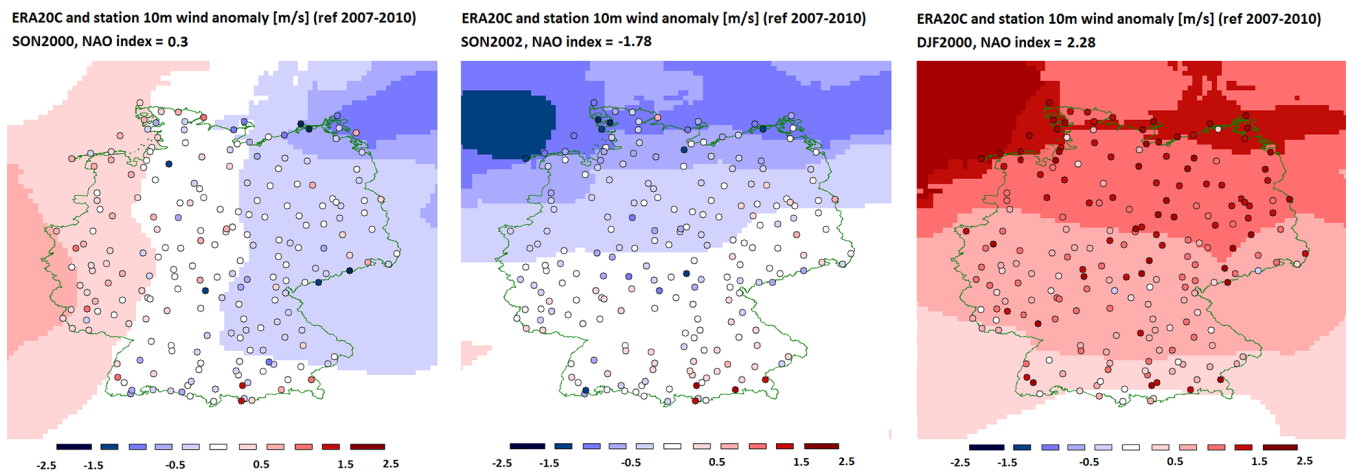 ERA20C and station 10m wind anomaly [m/s] (ref 2007-2010)
SON2000, NAO index = 0.3
-2.5 -1.5 -0.5 0.5 1.5 2.5
ERA20C and station 10m wind anomaly [m/s] (ref 2007-2010)
SON2002, NAO index = -1.78
-2.5 -1.5 -0.5 0.5 1.5 2.5
ERA20C and station 10m wind anomaly [m/s] (ref 2007-2010)
DJF2000, NAO index = 2.28
-2.5 -1.5 -0.5 0.5 1.5 2.5